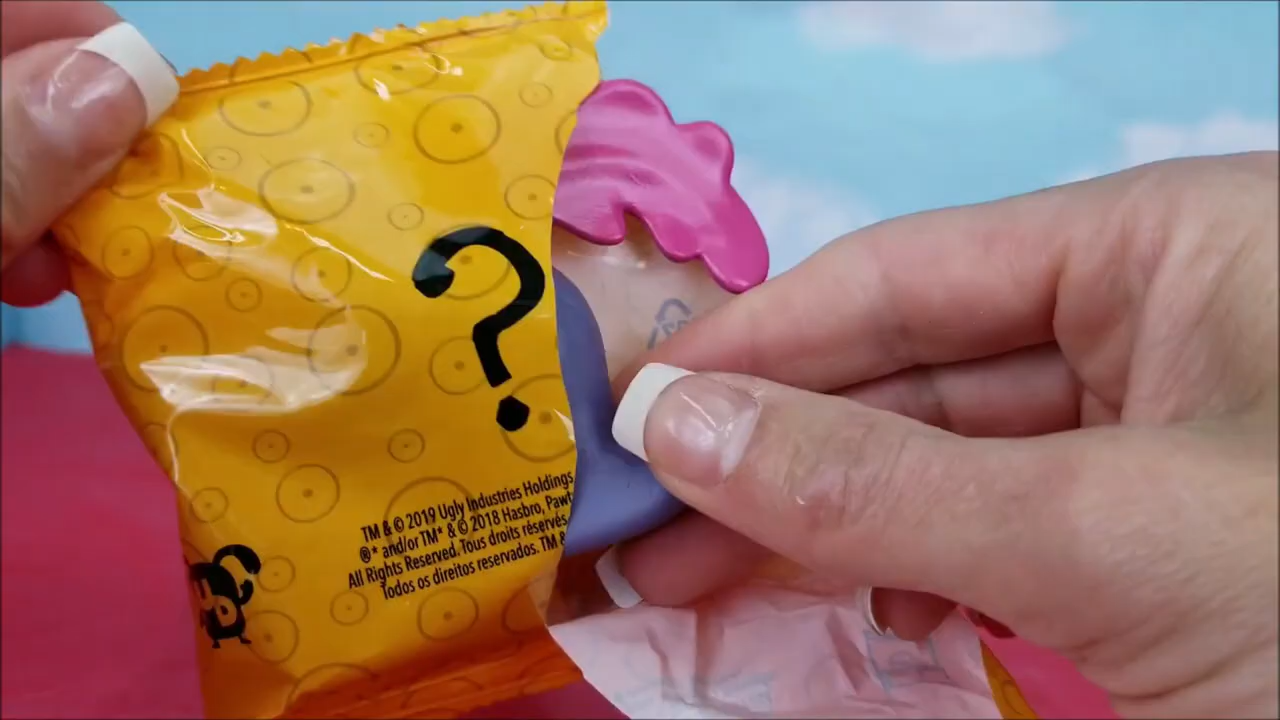 ?
TM & © 2019 Ugly Industries Holdings
®* and/or TM* & © 2018 Hasbro, Pawt
All Rights Reserved. Tous droits réservés.
Todos os direitos reservados. TM &